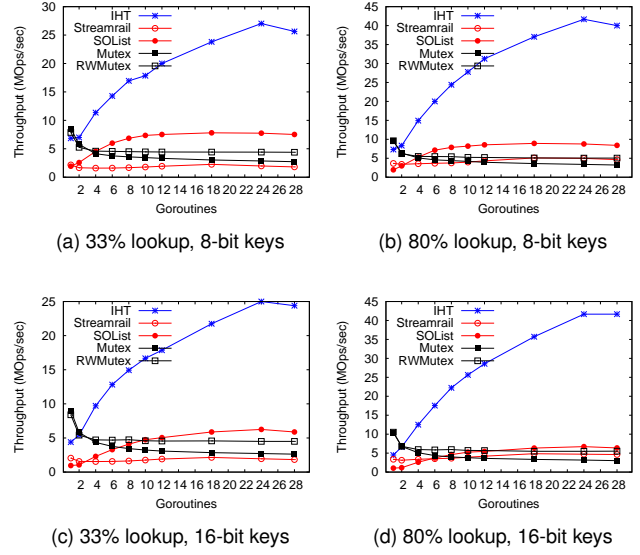 30
25
20
15
10
5
0
Throughput (MOps/sec)
IHT
Streamrail
SOList
Mutex
RWMutex
2 4 6 8 10 12 14 16 18 20 22 24 26 28
Goroutines
(a) 33% lookup, 8-bit keys
45
40
35
30
25
20
15
10
5
0
Throughput (MOps/sec)
IHT
Streamrail
SOList
Mutex
RWMutex
2 4 6 8 10 12 14 16 18 20 22 24 26 28
Goroutines
(b) 80% lookup, 8-bit keys
25
20
15
10
5
0
Throughput (MOps/sec)
IHT
Streamrail
SOList
Mutex
RWMutex
2 4 6 8 10 12 14 16 18 20 22 24 26 28
Goroutines
(c) 33% lookup, 16-bit keys
45
40
35
30
25
20
15
10
5
0
Throughput (MOps/sec)
IHT
Streamrail
SOList
Mutex
RWMutex
2 4 6 8 10 12 14 16 18 20 22 24 26 28
Goroutines
(d) 80% lookup, 16-bit keys